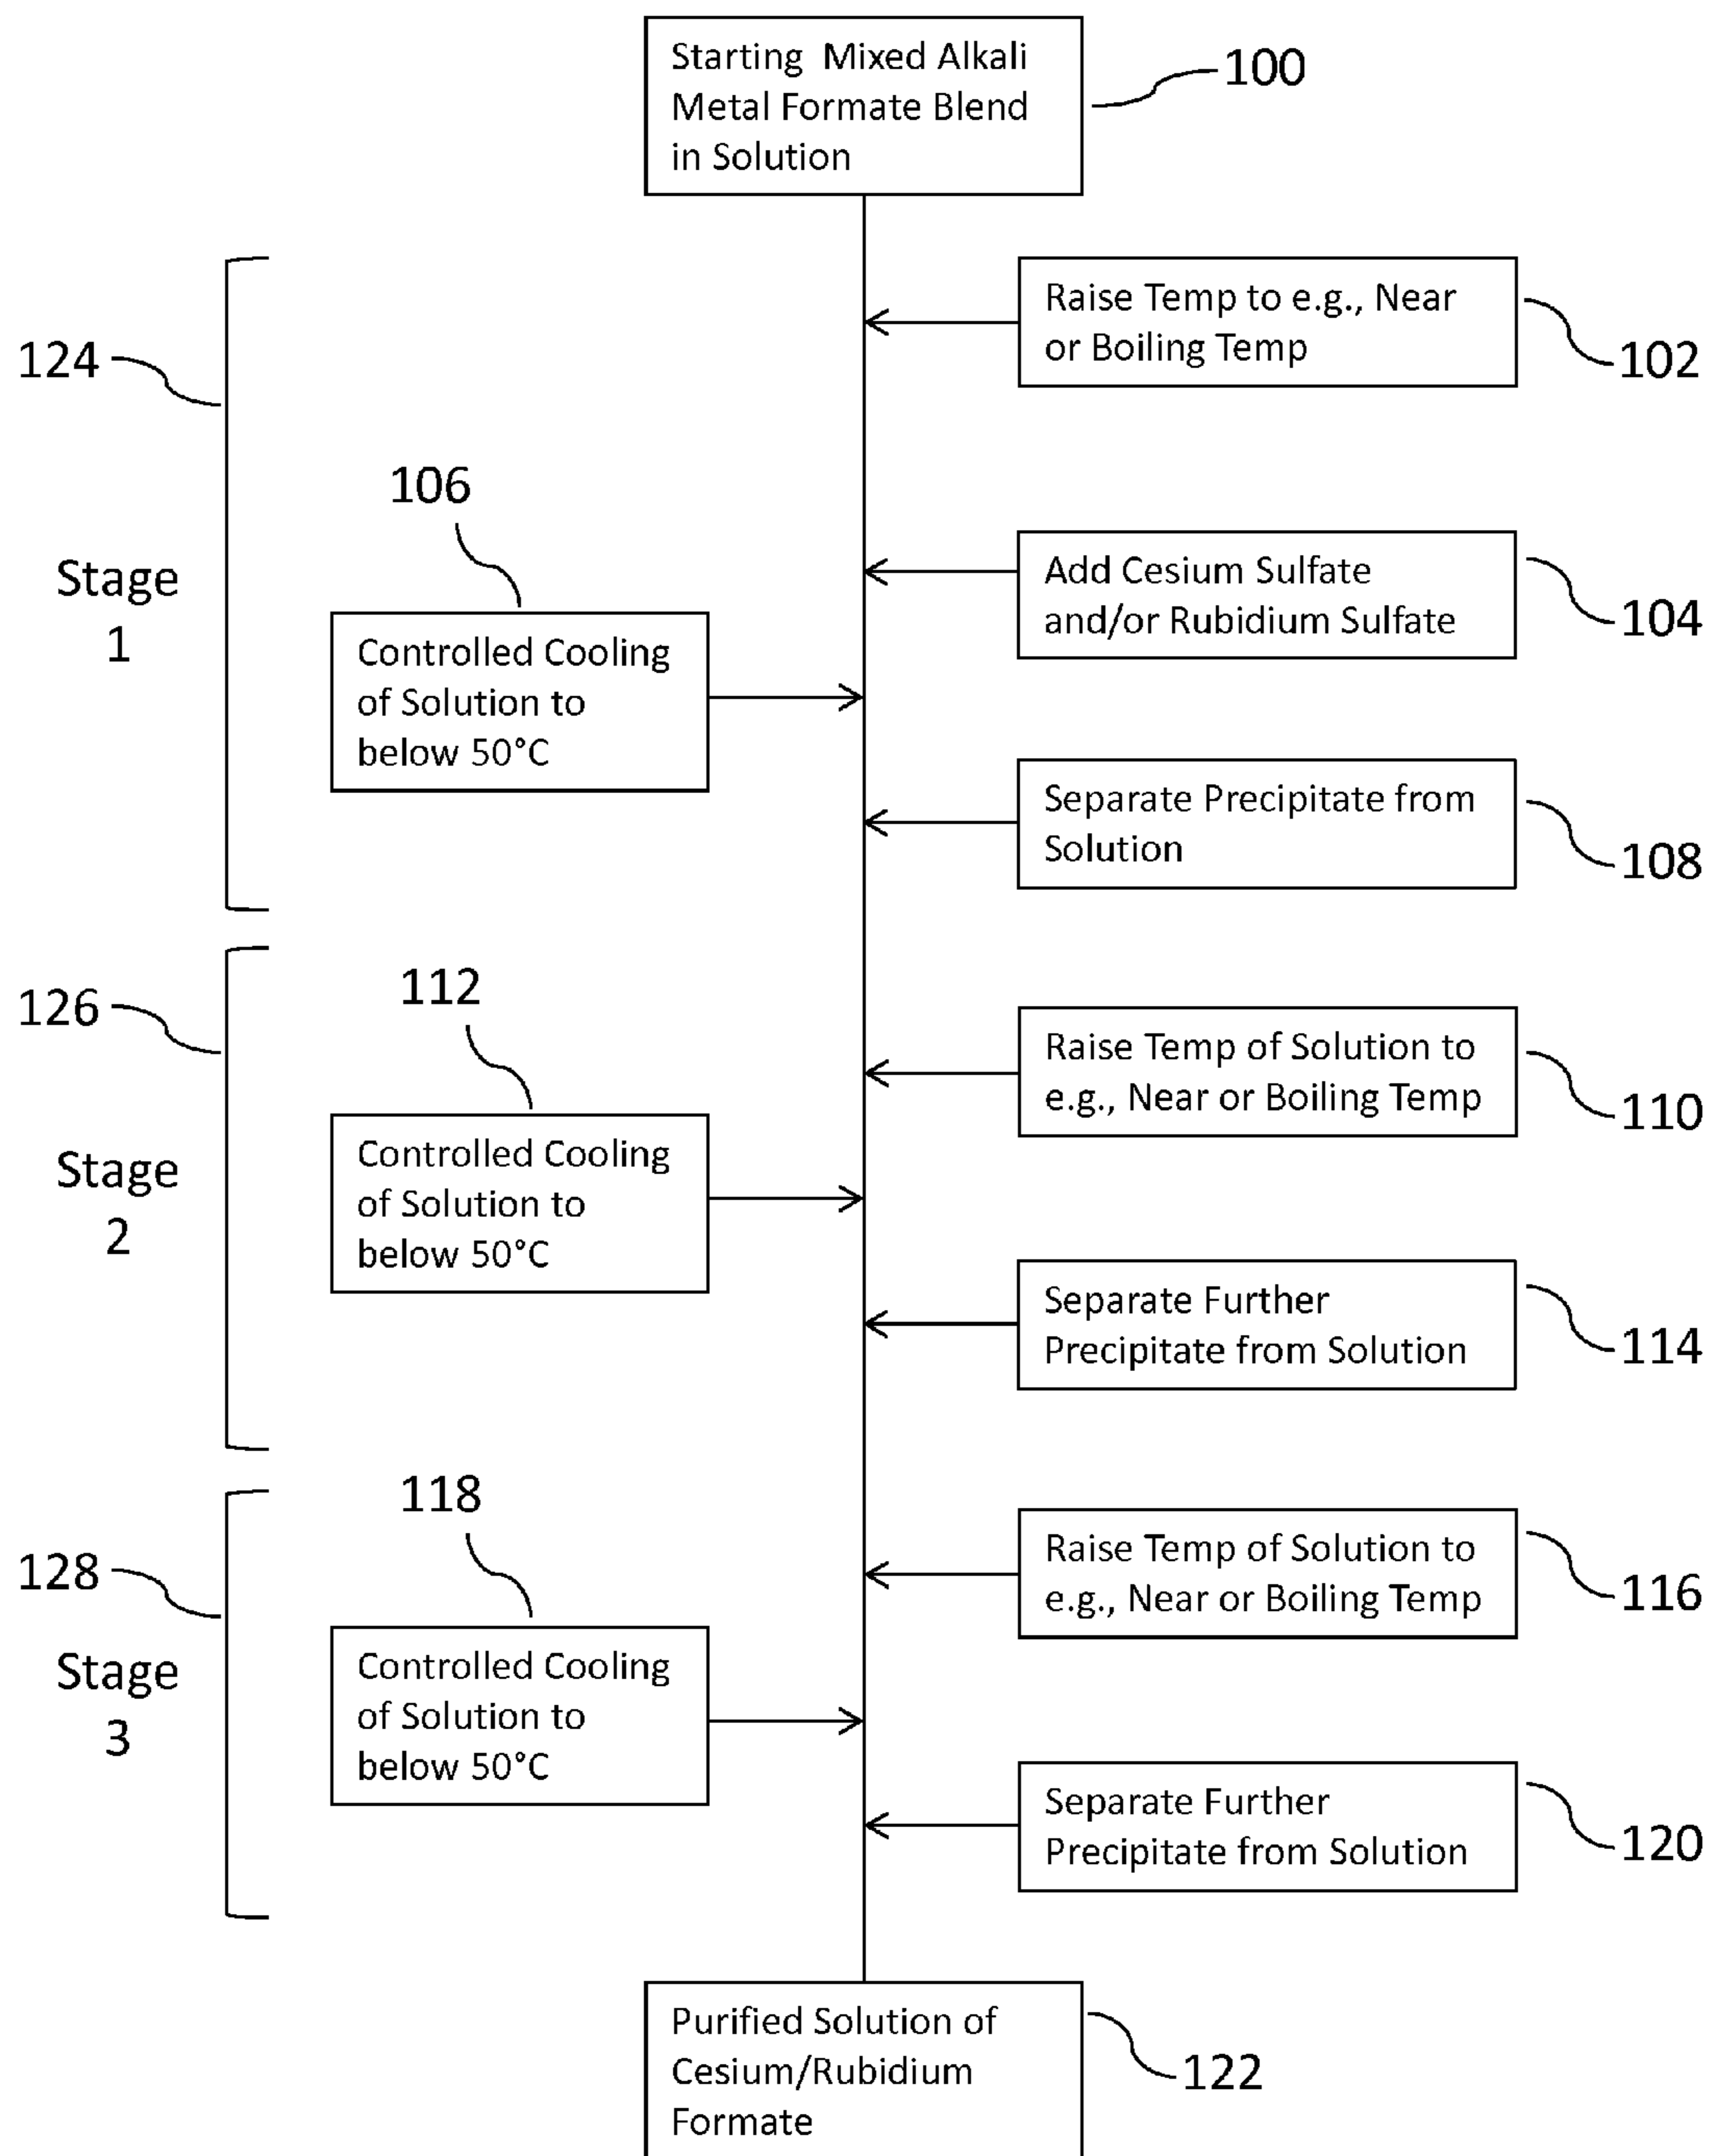 Starting Mixed Alkali
Metal Formate Blend
in Solution
100
Raise Temp to e.g., Near
or Boiling Temp
102
124
Stage
1
Add Cesium Sulfate
and/or Rubidium Sulfate
104
106
Controlled Cooling
of Solution to
below 50°C
Separate Precipitate from
Solution
108
126
Stage
2
Raise Temp of Solution to
e.g., Near or Boiling Temp
110
112
Controlled Cooling
of Solution to
below 50°C
Separate Further
Precipitate from Solution
114
128
Stage
3
Raise Temp of Solution to
e.g., Near or Boiling Temp
116
118
Controlled Cooling
of Solution to
below 50°C
Separate Further
Precipitate from Solution
120
Purified Solution of
Cesium/Rubidium
Formate
122